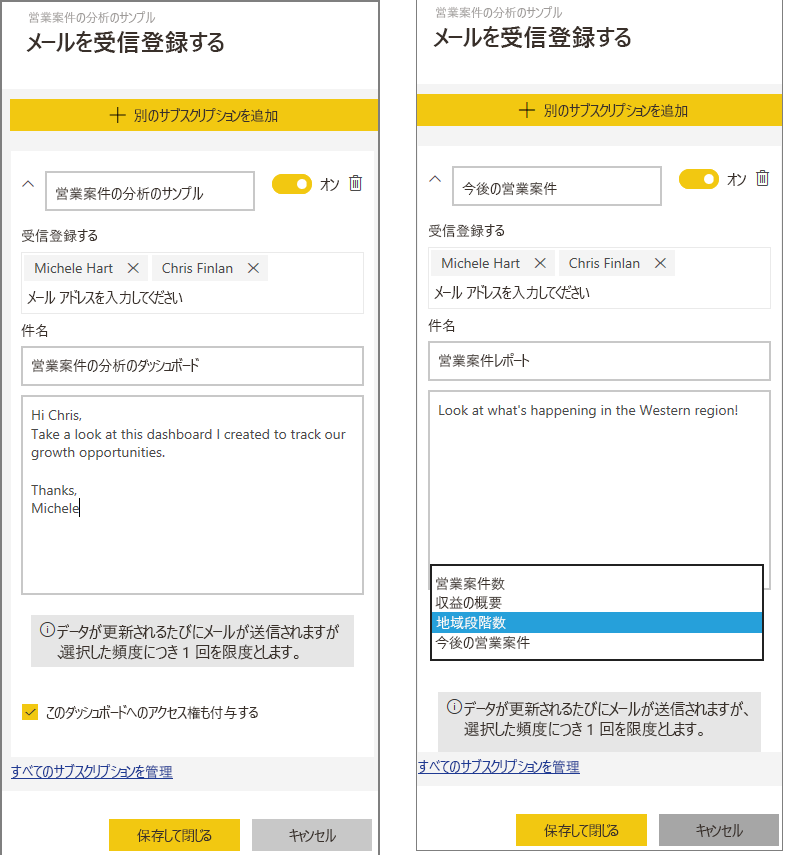 営業案件の分析のサンプル
メールを受信登録する
＋ 別のサブスクリプションを追加
営業案件の分析のサンプル
オン
受信登録する
Michele Hart ✕ Chris Finlan ✕
メール アドレスを入力してください
件名
営業案件の分析のダッシュボード
Hi Chris,
Take a look at this dashboard I created to track our
growth opportunities.
Thanks,
Michele
データが更新されるたびにメールが送信されますが
選択した頻度につき 1 回を限度とします。
このダッシュボードへのアクセス権も付与する
すべてのサブスクリプションを管理
保存して閉じる
キャンセル
営業案件の分析のサンプル
メールを受信登録する
＋ 別のサブスクリプションを追加
今後の営業案件
オン
受信登録する
Michele Hart ✕ Chris Finlan ✕
メール アドレスを入力してください
件名
営業案件レポート
Look at what's happening in the Western region!
営業案件数
収益の概要
地域段階数
今後の営業案件
データが更新されるたびにメールが送信されますが、
選択した頻度につき 1 回を限度とします。
すべてのサブスクリプションを管理
保存して閉じる
キャンセル